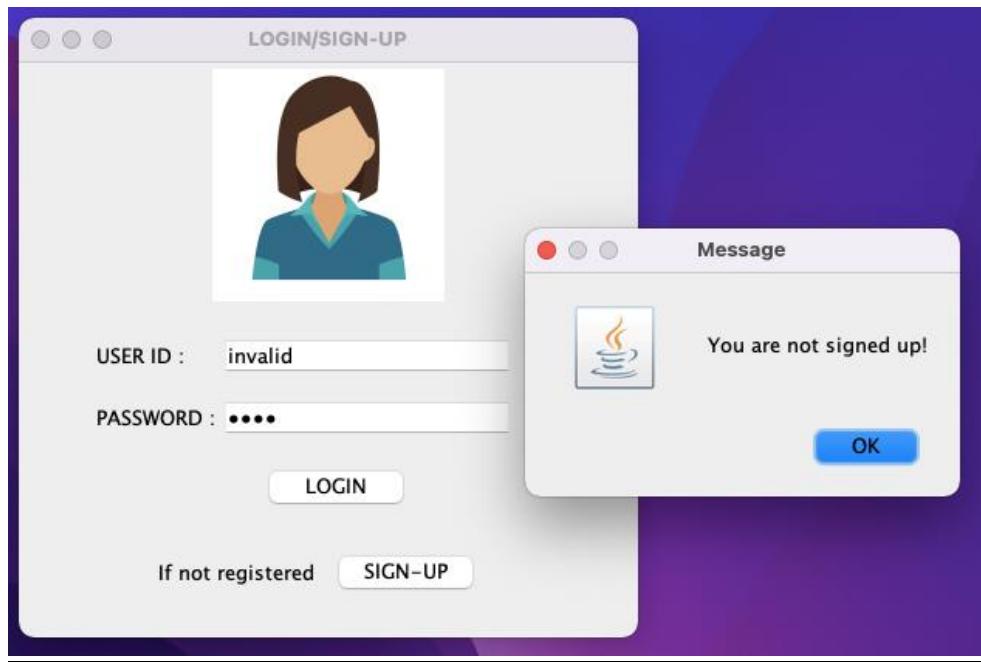 LOGIN/SIGN-UP
Message
You are not signed up!
OK
USER ID :
invalid
PASSWORD :
••••
LOGIN
If not registered
SIGN-UP